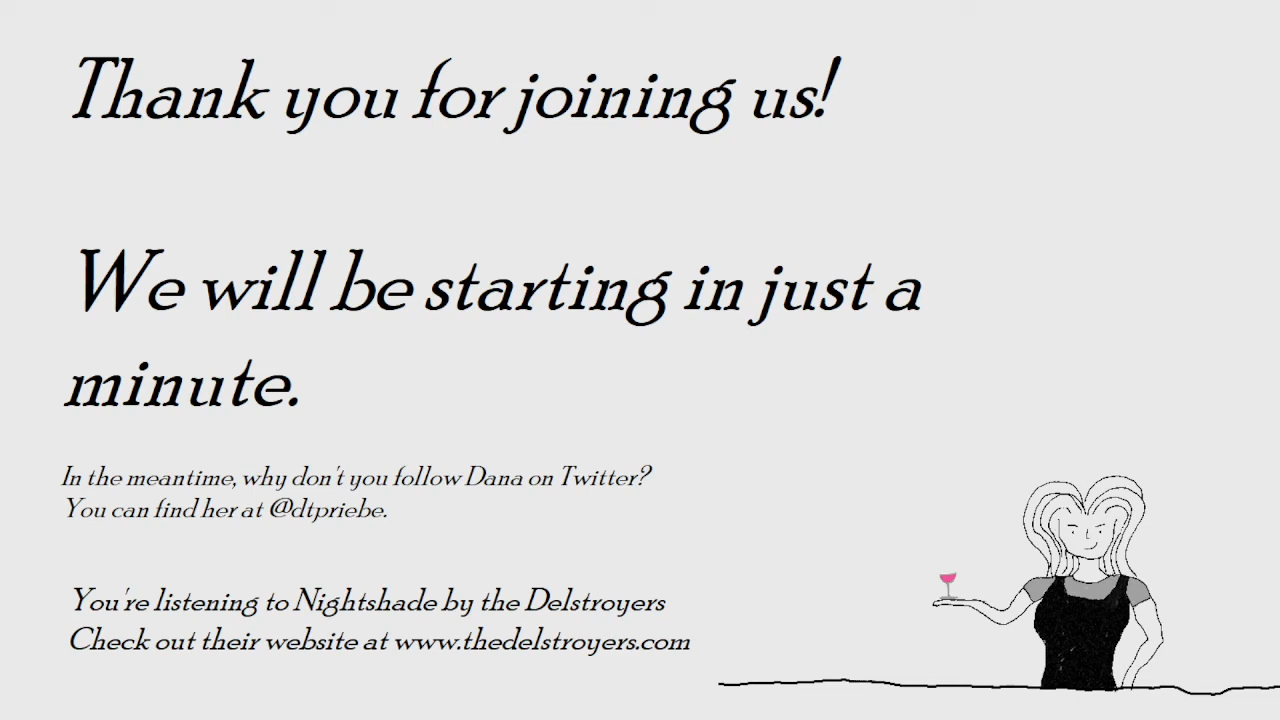 Thank you for joining us!
We will be starting in just a
minute.
In the meantime, why don't you follow Dana on Twitter?
You can find her at @dtpriebe.
You're listening to Nightshade by the Delstroyers
Check out their website at www.thedelstroyers.com